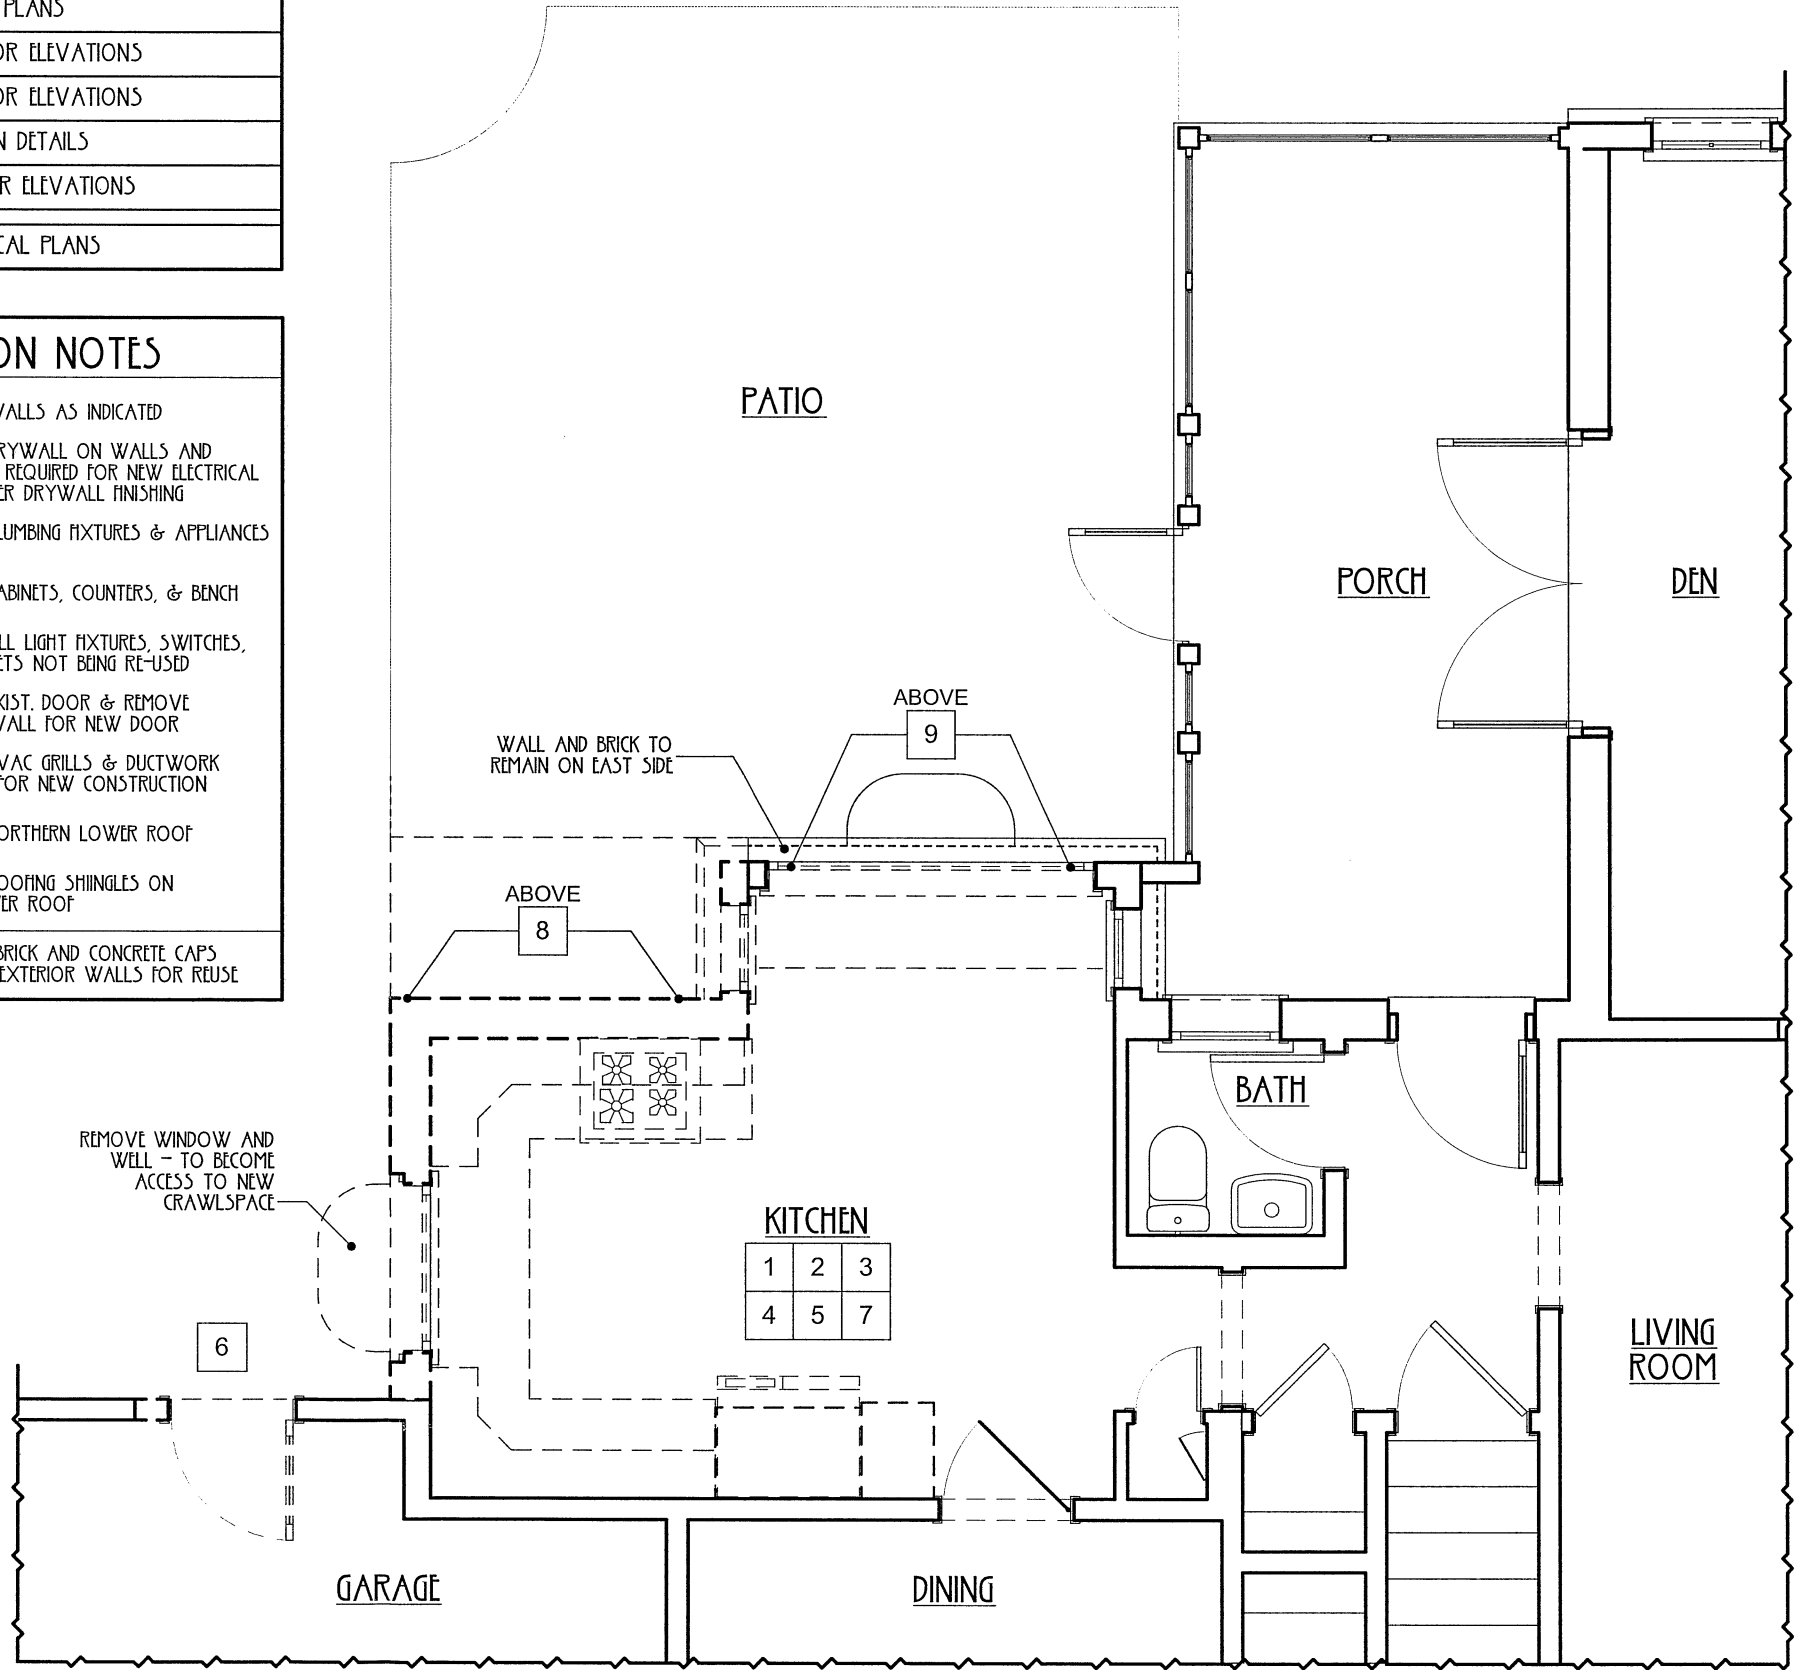 PLANS
OR ELEVATIONS
OR ELEVATIONS
N DETAILS
R ELEVATIONS
CAL PLANS
ON NOTES
WALLS AS INDICATED
RYWALL ON WALLS AND
REQUIRED FOR NEW ELECTRICAL
ER DRYWALL FINISHING
LUMBING FIXTURES & APPLIANCES
ABINETS, COUNTERS, & BENCH
LL LIGHT FIXTURES, SWITCHES,
ETS NOT BEING RE-USED
XIST. DOOR & REMOVE
WALL FOR NEW DOOR
VAC GRILLS & DUCTWORK
FOR NEW CONSTRUCTION
ORTHERN LOWER ROOF
OOFING SHIINGLES ON
ER ROOF
BRICK AND CONCRETE CAPS
EXTERIOR WALLS FOR REUSE
PATIO
PORCH
DEN
ABOVE
9
WALL AND BRICK TO
REMAIN ON EAST SIDE
ABOVE
8
BATH
REMOVE WINDOW AND
WELL - TO BECOME
ACCESS TO NEW
CRAWLSPACE
KITCHEN
1 2 3
4 5 7
6
LIVING
ROOM
GARAGE
DINING